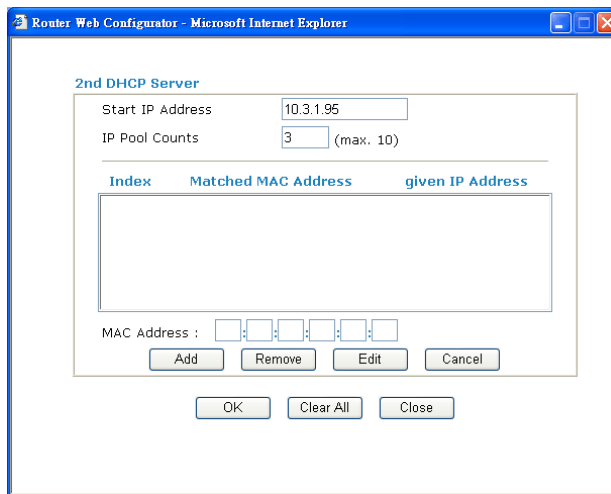 Router Web Configurator - Microsoft Internet Explorer
2nd DHCP Server
Start IP Address 10.3.1.95
IP Pool Counts 3 (max. 10)
Index Matched MAC Address given IP Address
MAC Address : : : : : :
Add Remove Edit Cancel
OK Clear All Close